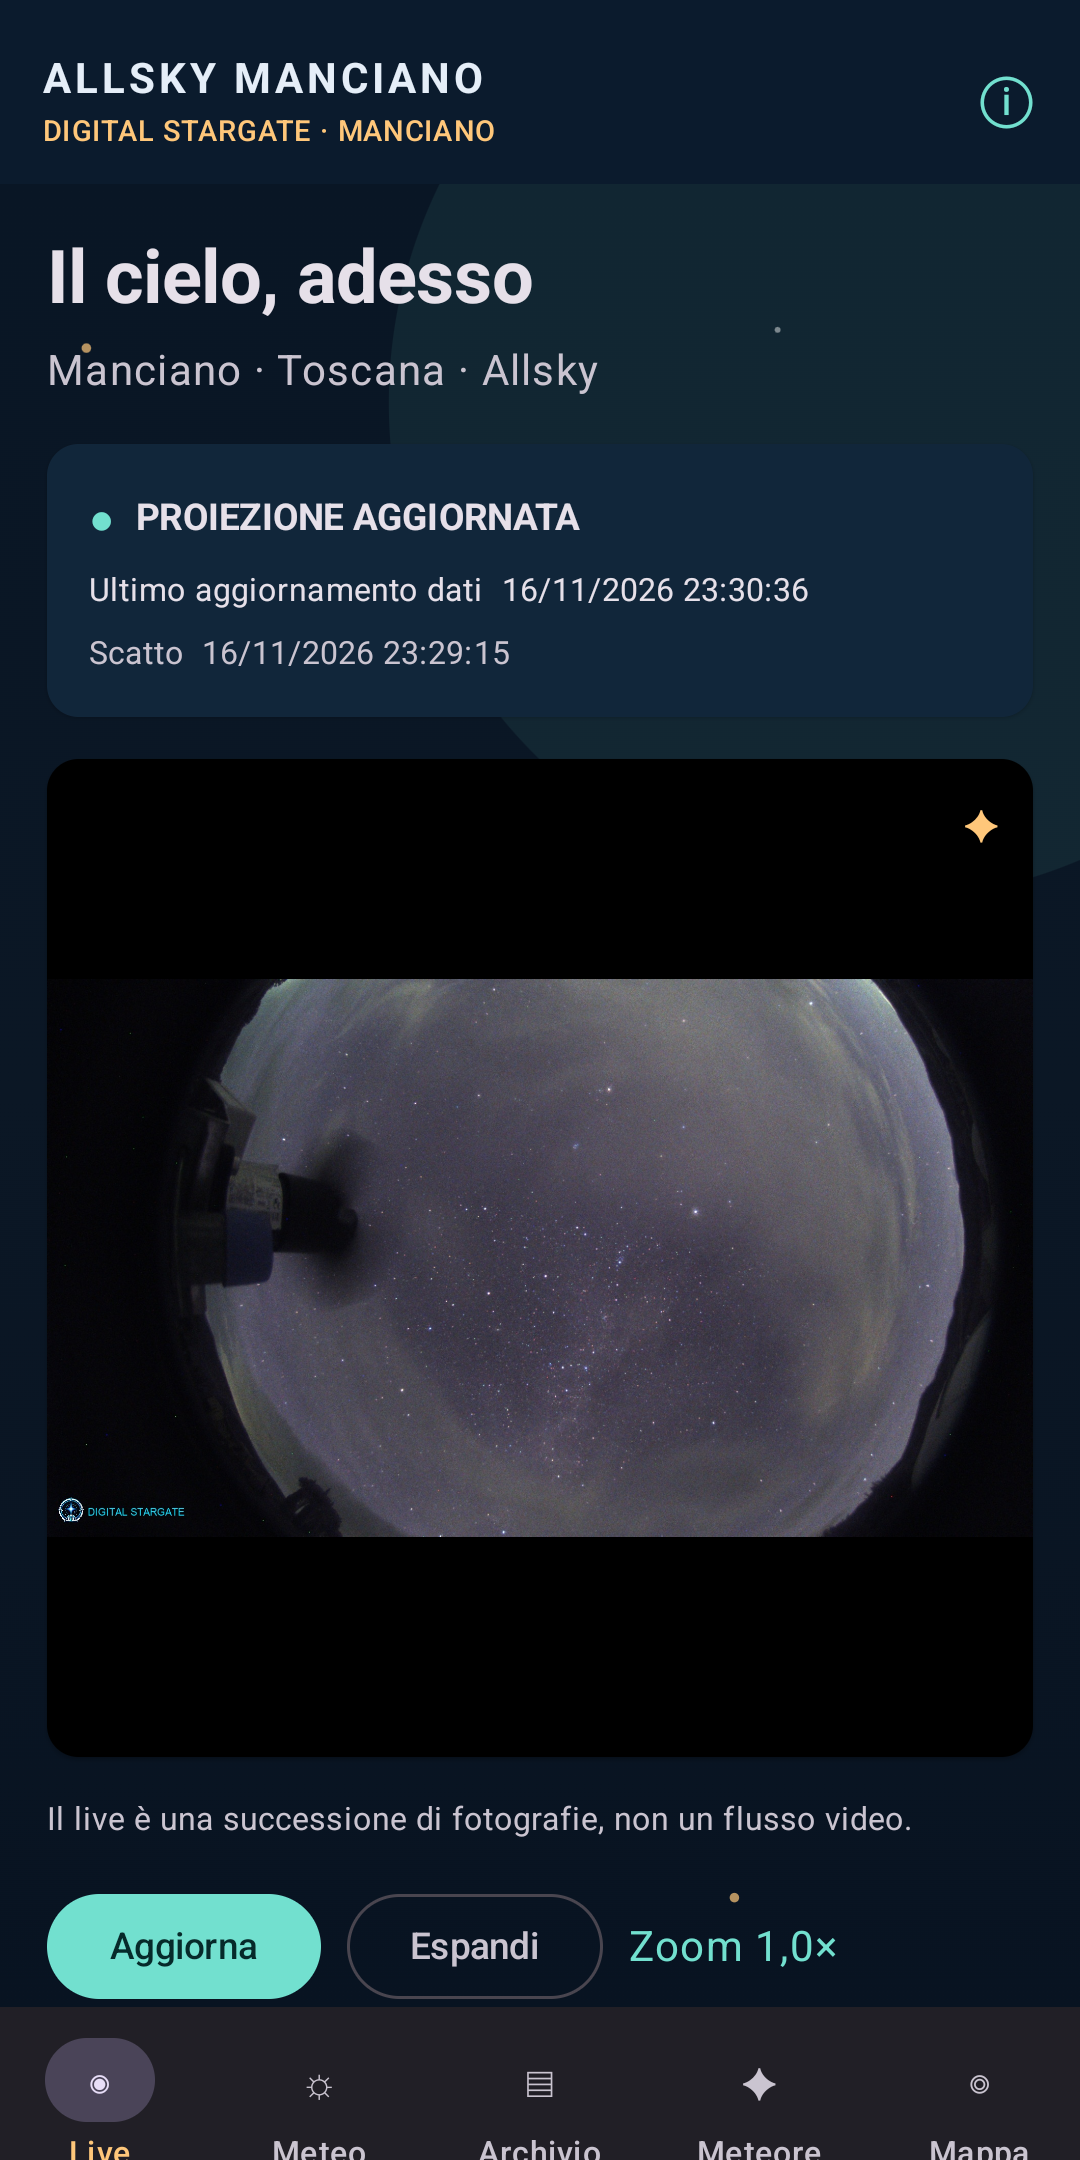 ALLSKY MANCIANO
DIGITAL STARGATE · MANCIANO
Il cielo, adesso
Manciano · Toscana · Allsky
PROIEZIONE AGGIORNATA
Ultimo aggiornamento dati 16/11/2026 23:30:36
Scatto 16/11/2026 23:29:15
DIGITAL STARGATE
Il live è una successione di fotografie, non un flusso video.
Aggiorna Espandi Zoom 1,0×
Live Meteo Archivio Meteore Mappa